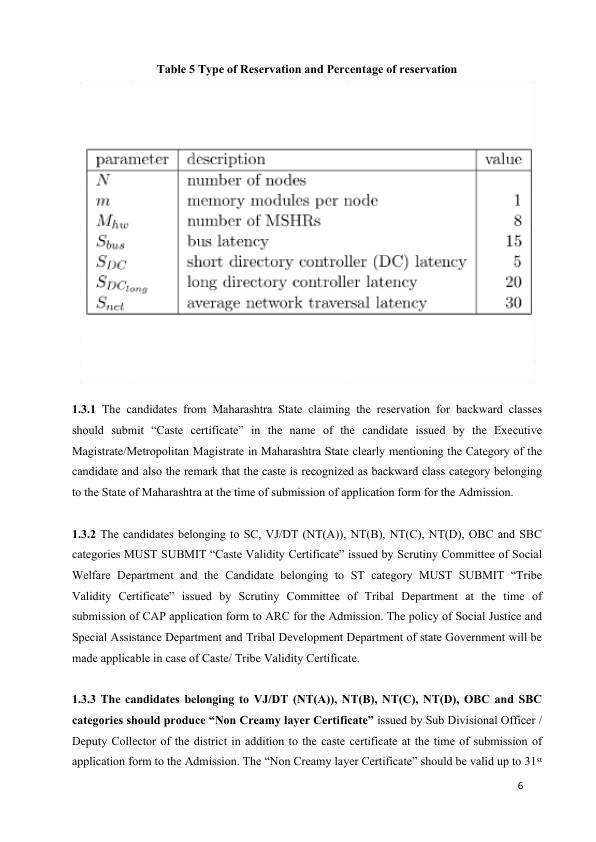 Table 5 Type of Reservation and Percentage of reservation
parameter description value
N number of nodes
m memory modules per node 1
M_hw number of MSHRs 8
S_bus bus latency 15
S_DC short directory controller (DC) latency 5
S_DC_long long directory controller latency 20
S_net average network traversal latency 30
1.3.1 The candidates from Maharashtra State claiming the reservation for backward classes
should submit “Caste certificate” in the name of the candidate issued by the Executive
Magistrate/Metropolitan Magistrate in Maharashtra State clearly mentioning the Category of the
candidate and also the remark that the caste is recognized as backward class category belonging
to the State of Maharashtra at the time of submission of application form for the Admission.
1.3.2 The candidates belonging to SC, VJ/DT (NT(A)), NT(B), NT(C), NT(D), OBC and SBC
categories MUST SUBMIT “Caste Validity Certificate” issued by Scrutiny Committee of Social
Welfare Department and the Candidate belonging to ST category MUST SUBMIT “Tribe
Validity Certificate” issued by Scrutiny Committee of Tribal Department at the time of
submission of CAP application form to ARC for the Admission. The policy of Social Justice and
Special Assistance Department and Tribal Development Department of state Government will be
made applicable in case of Caste/ Tribe Validity Certificate.
1.3.3 The candidates belonging to VJ/DT (NT(A)), NT(B), NT(C), NT(D), OBC and SBC
categories should produce “Non Creamy layer Certificate” issued by Sub Divisional Officer /
Deputy Collector of the district in addition to the caste certificate at the time of submission of
application form to the Admission. The “Non Creamy layer Certificate” should be valid up to 31st
6